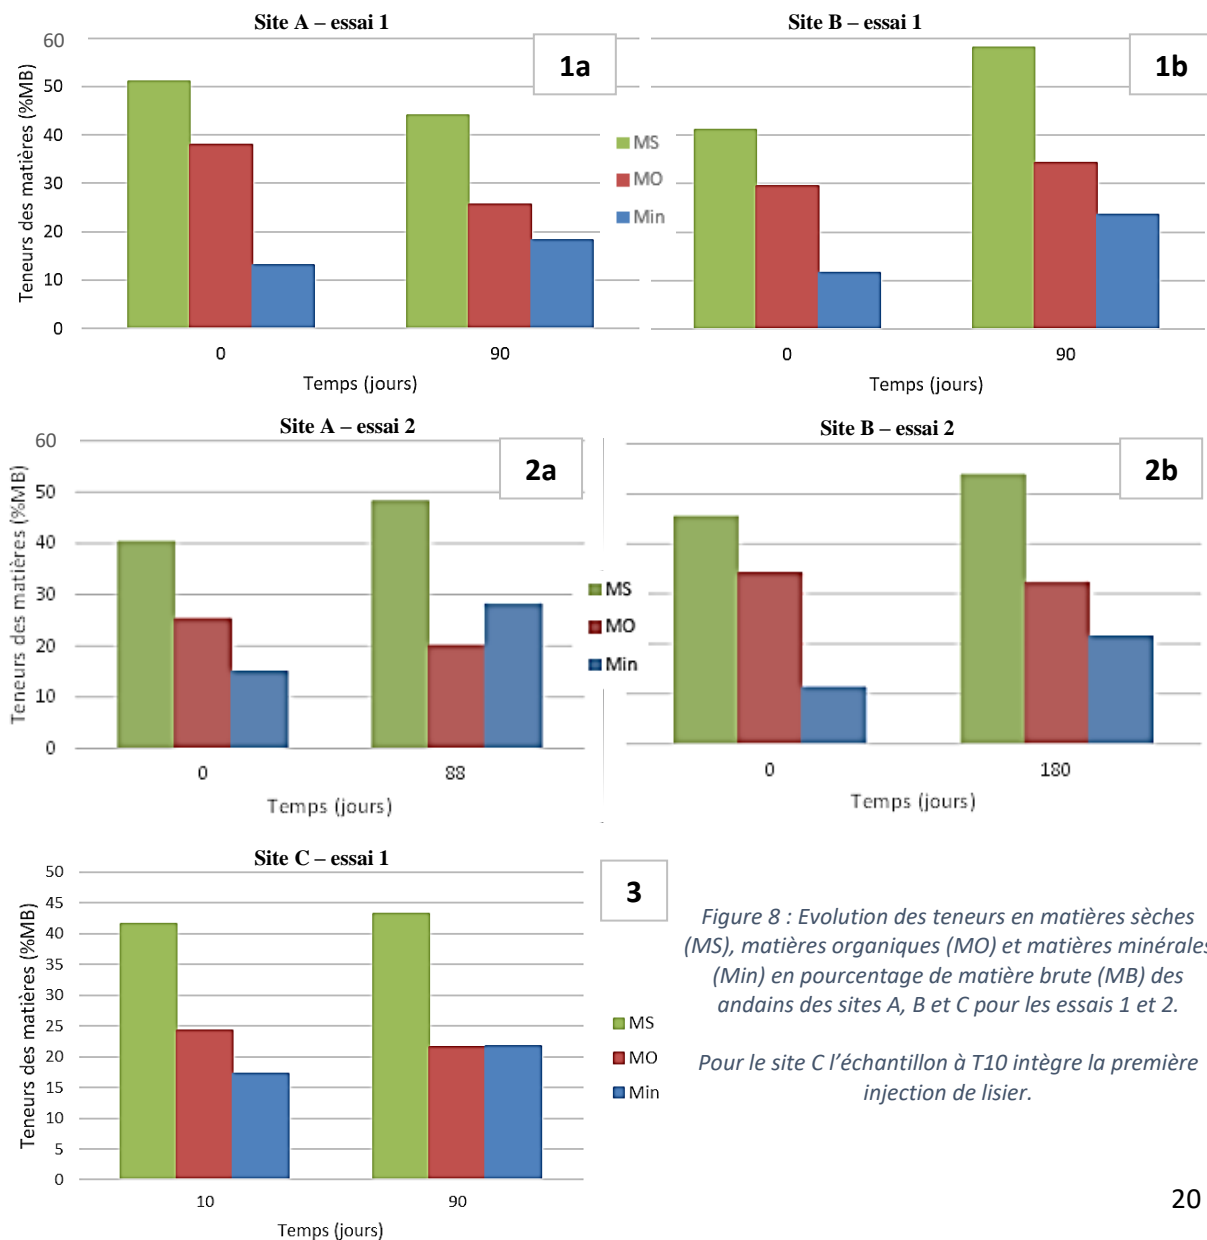 Site A – essai 1
1a
Teneurs des matières (%MB)
60
50
40
30
20
10
0
0
90
Temps (jours)
MS
MO
Min
Site B – essai 1
1b
0
90
Temps (jours)
Site A – essai 2
2a
Teneurs des matières (%MB)
60
50
40
30
20
10
0
0
88
Temps (jours)
MS
MO
Min
Site B – essai 2
2b
0
180
Temps (jours)
Site C – essai 1
3
Teneurs des matières (%MB)
50
45
40
35
30
25
20
15
10
5
0
10
90
Temps (jours)
MS
MO
Min
Figure 8 : Evolution des teneurs en matières sèches
(MS), matières organiques (MO) et matières minérales
(Min) en pourcentage de matière brute (MB) des
andains des sites A, B et C pour les essais 1 et 2.
Pour le site C l’échantillon à T10 intègre la première
injection de lisier.
20